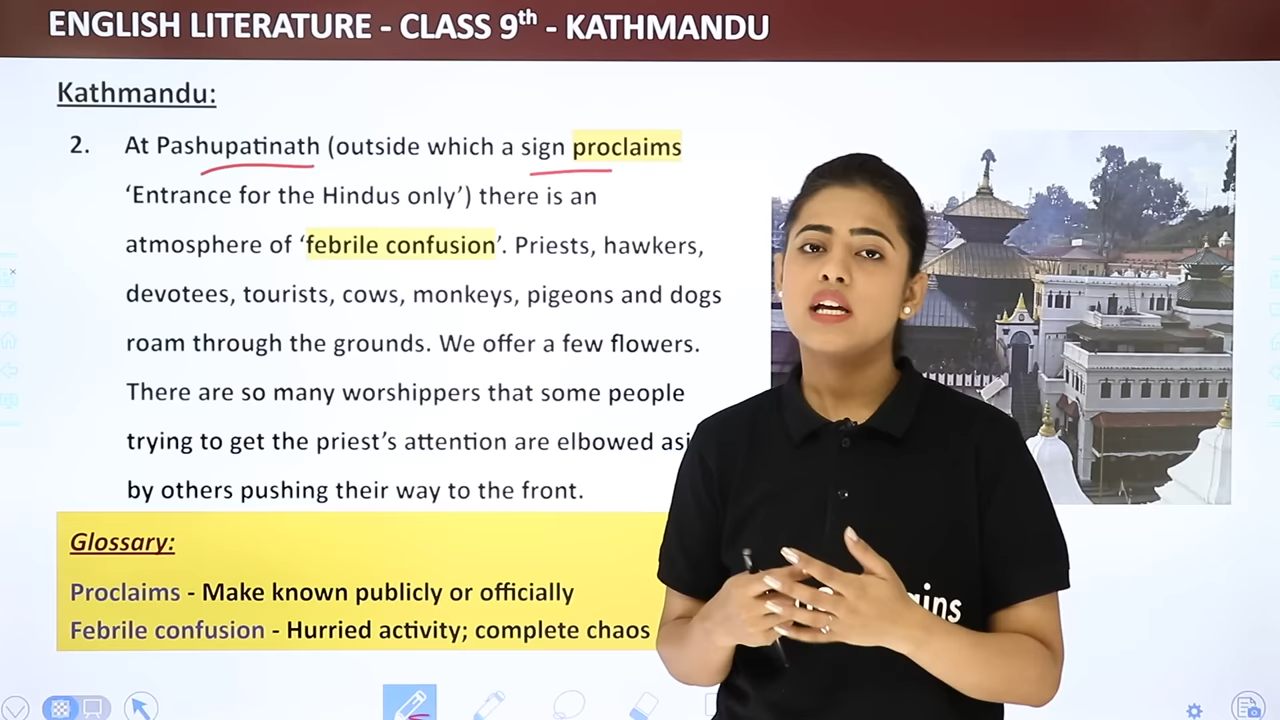 ENGLISH LITERATURE - CLASS 9th - KATHMANDU
Kathmandu:
2. At Pashupatinath (outside which a sign proclaims
‘Entrance for the Hindus only’) there is an
atmosphere of ‘febrile confusion’. Priests, hawkers,
devotees, tourists, cows, monkeys, pigeons and dogs
roam through the grounds. We offer a few flowers.
There are so many worshippers that some people
trying to get the priest’s attention are elbowed
by others pushing their way to the front.
Glossary:
Proclaims - Make known publicly or officially
Febrile confusion - Hurried activity; complete chaos